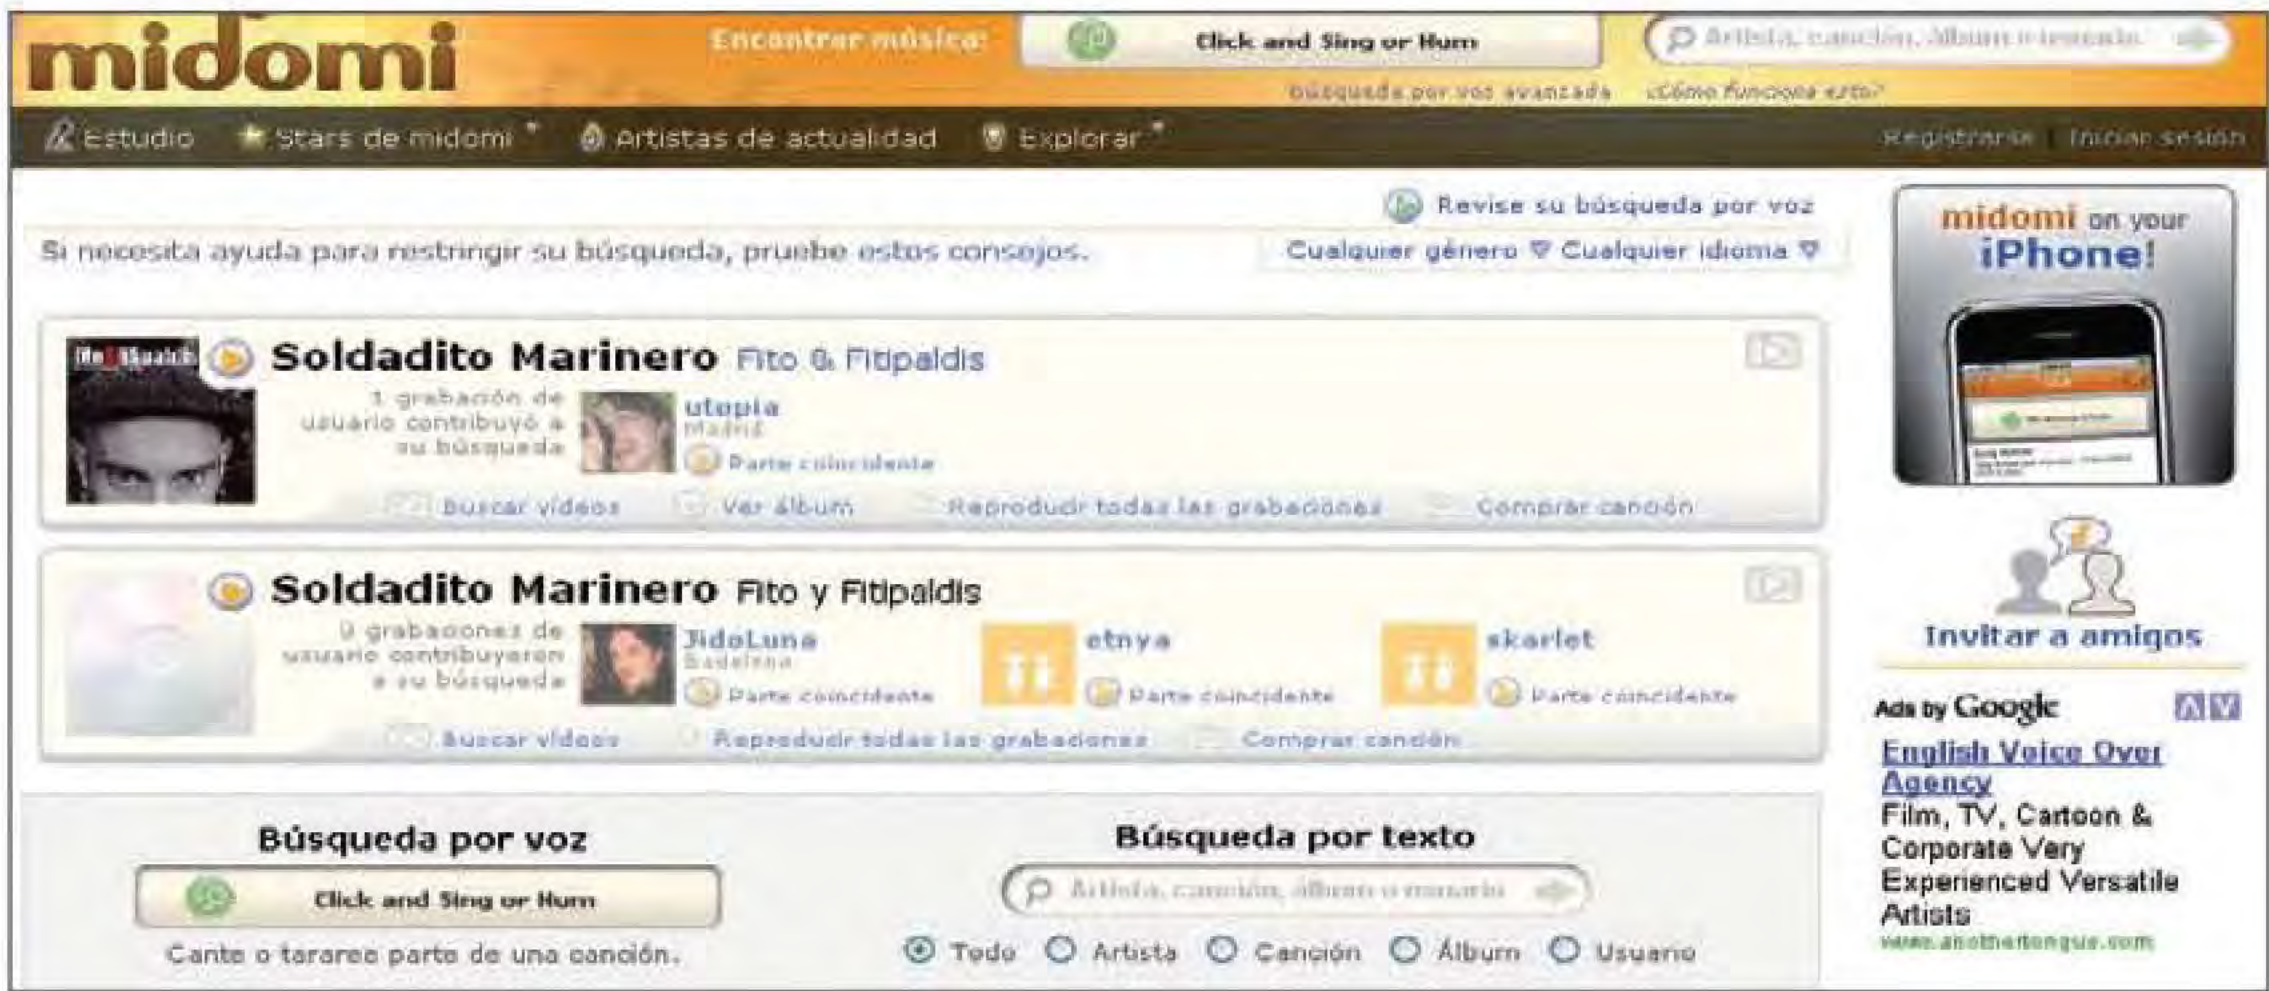 midomi
Encontrar música:
Click and Sing or Hum
Artista, canción, álbum o usuario
búsqueda por voz avanzada
¿Cómo funciona esto?
Estudio
Stars de midomi
Artistas de actualidad
Explorar
Registrarse | Iniciar sesión
Revise su búsqueda por voz
Si necesita ayuda para restringir su búsqueda, pruebe estos consejos.
Cualquier género
Cualquier idioma
Soldadito Marinero Fito & Fitipaldis
1 grabación de
usuario contribuyó a
su búsqueda
utopia
Madrid
Parte coincidente
Buscar vídeos
Ver álbum
Reproducir todas las grabaciones
Comprar canción
Soldadito Marinero Fito y Fitipaldis
grabaciones de
usuario contribuyeron
a su búsqueda
JideLuna
Badalona
Parte coincidente
etnya
Parte coincidente
skarlet
Parte coincidente
Buscar vídeos
Reproducir todas las grabaciones
Comprar canción
Búsqueda por voz
Click and Sing or Hum
Cante o tararee parte de una canción.
Búsqueda por texto
Artista, canción, álbum o usuario
Todo
Artista
Canción
Álbum
Usuario
midomi on your
iPhone!
Invitar a amigos
Ads by Google
English Voice Over
Agency
Film, TV, Cartoon &
Corporate Very
Experienced Versatile
Artists
www.anothertongue.com